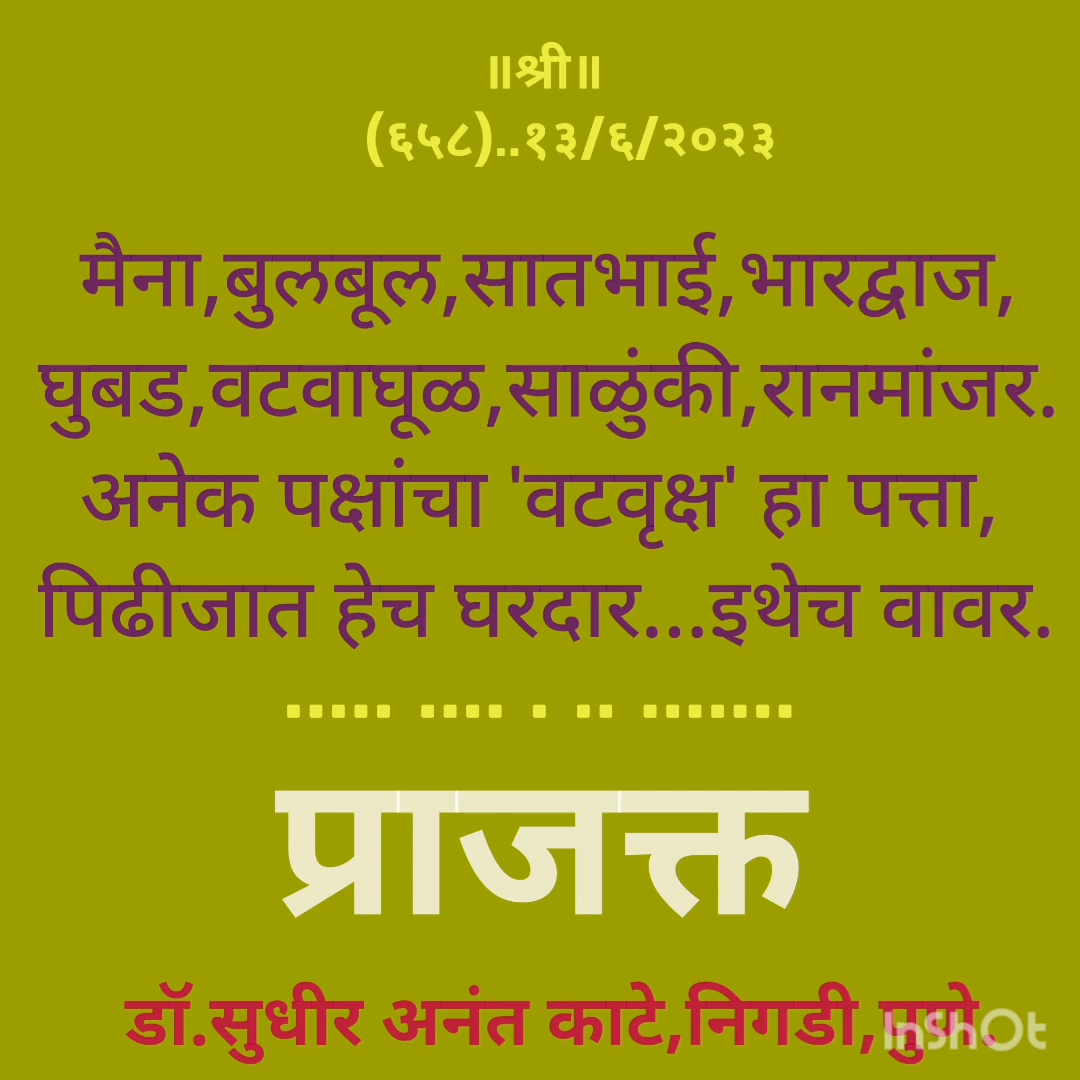 ॥श्री॥
(६५८)..१३/६/२०२३
मैना,बुलबूल,सातभाई,भारद्वाज,
घुबड,वटवाघूळ,साळुंकी,रानमांजर.
अनेक पक्षांचा 'वटवृक्ष' हा पत्ता,
पिढीजात हेच घरदार...इथेच वावर.
..... .... . .. .......
प्राजक्त
डॉ.सुधीर अनंत काटे,निगडी,पुणे.
InShOt